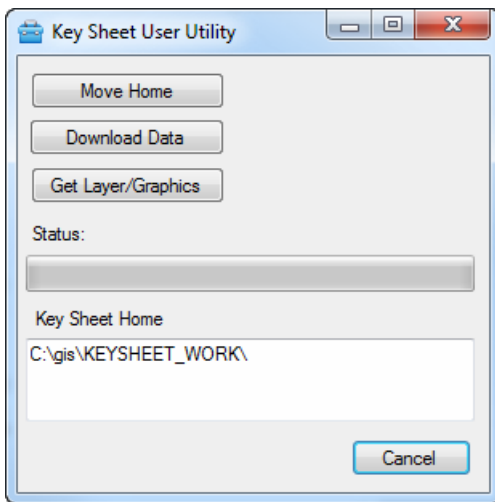 Key Sheet User Utility
Move Home
Download Data
Get Layer/Graphics
Status:
Key Sheet Home
C:\gis\KEYSHEET_WORK\
Cancel